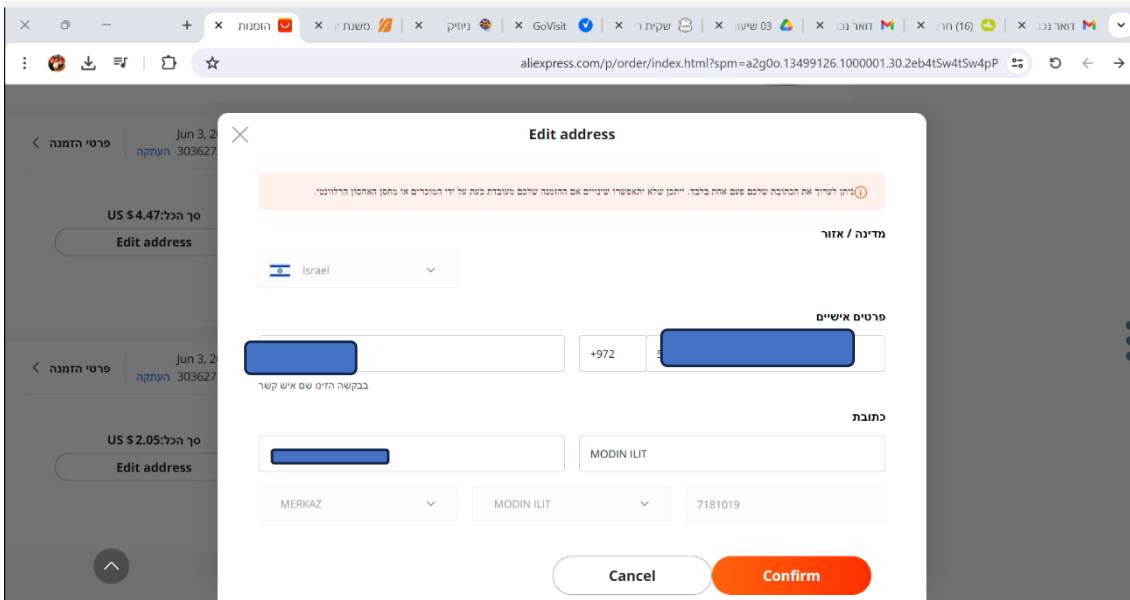 הזמנות
משנת
ניוזיק
GoVisit
שקית
03 שיעור
דואר נכנ
(16)
דואר נכנ
aliexpress.com/p/order/index.html?spm=a2g0o.13499126.1000001.30.2eb4tSw4tSw4pP
Jun 3, 2
פרטי הזמנה
303627
העתקה
סך הכל:US $4.47
Edit address
Jun 3, 2
פרטי הזמנה
303627
העתקה
סך הכל:US $2.05
Edit address
Edit address
ניתן לערוך את הכתובת שלכם פעם אחת בלבד. ייתכן שלא יתאפשרו שינויים אם ההזמנה שלכם מעובדת כעת על ידי המוכרים או מחסן האחסון הרלוונטי.
מדינה / אזור
Israel
פרטים אישיים
+972
5
בבקשה הזינו שם איש קשר
כתובת
MODIN ILIT
MERKAZ
MODIN ILIT
7181019
Cancel
Confirm